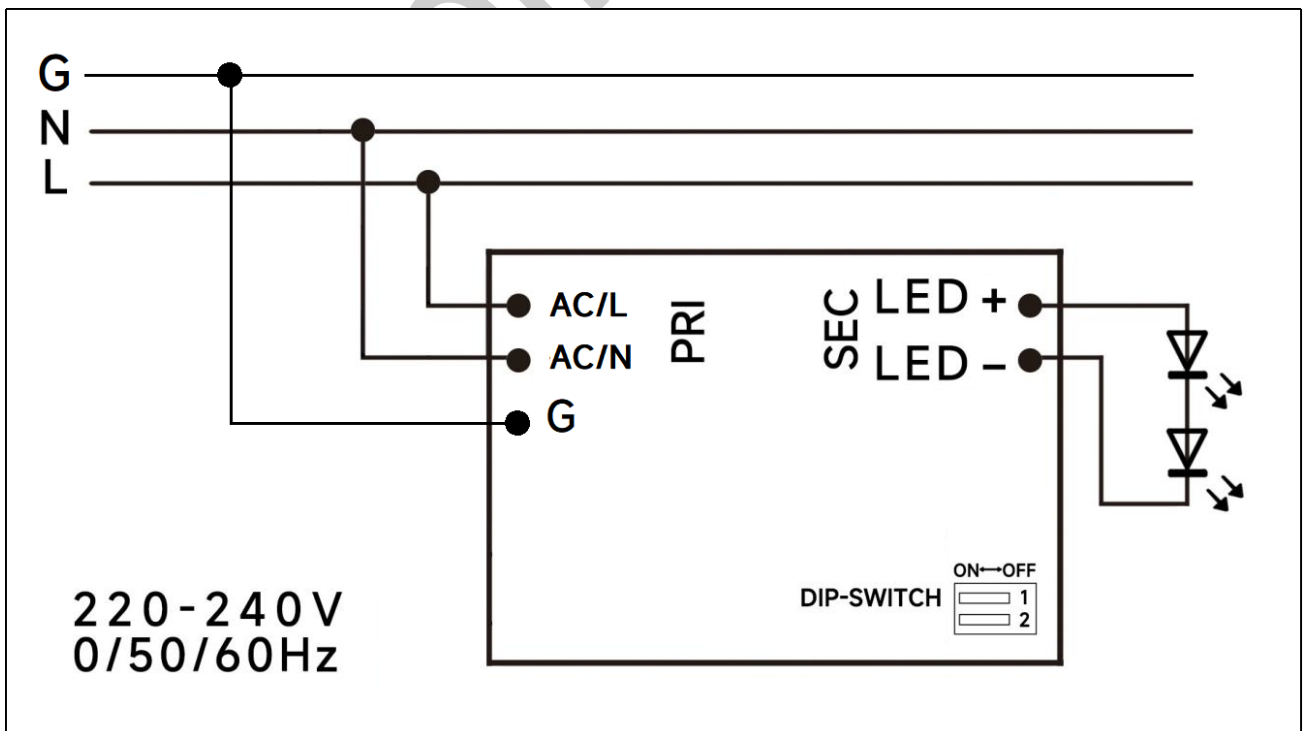 G
N
L
AC/L
AC/N
G
PRI
SEC
LED +
LED –
ON↔OFF
DIP-SWITCH
1
2
220-240V
0/50/60Hz